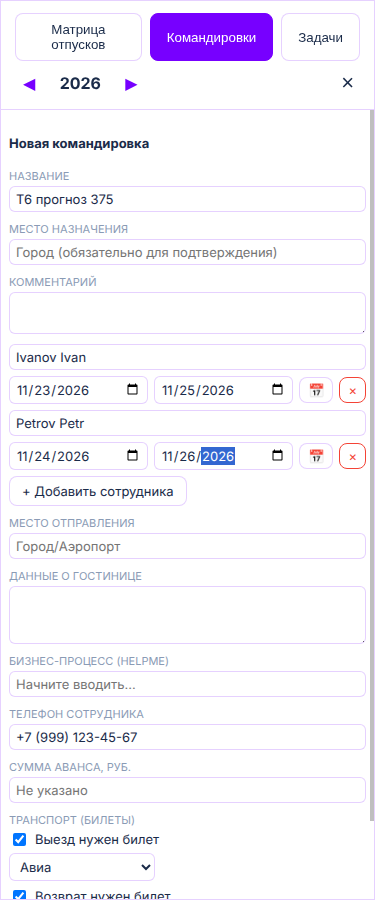 Матрица
отпусков
Командировки
Задачи
◀ 2026 ▶ ×
Новая командировка
НАЗВАНИЕ
Т6 прогноз 375
МЕСТО НАЗНАЧЕНИЯ
Город (обязательно для подтверждения)
КОММЕНТАРИЙ
Ivanov Ivan
11/23/2026 11/25/2026 📅 ×
Petrov Petr
11/24/2026 11/26/2026 📅 ×
+ Добавить сотрудника
МЕСТО ОТПРАВЛЕНИЯ
Город/Аэропорт
ДАННЫЕ О ГОСТИНИЦЕ
БИЗНЕС-ПРОЦЕСС (HELPME)
Начните вводить...
ТЕЛЕФОН СОТРУДНИКА
+7 (999) 123-45-67
СУММА АВАНСА, РУБ.
Не указано
ТРАНСПОРТ (БИЛЕТЫ)
Выезд нужен билет
Авиа
Возврат нужен билет